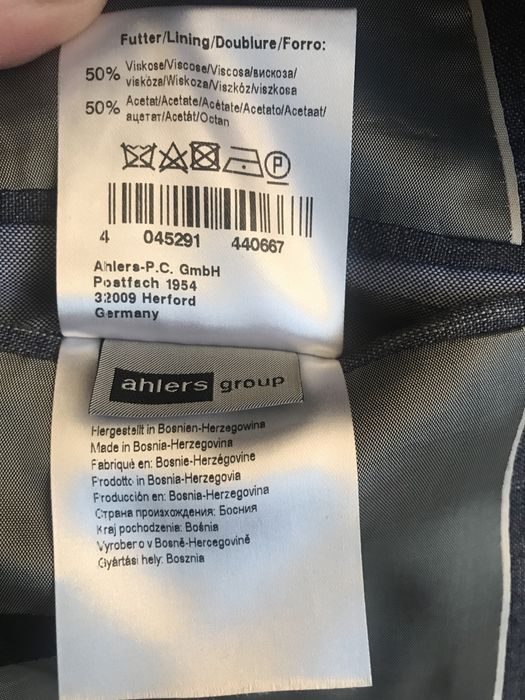 Futter/Lining/Doublure/Forro:
50% Viskose/Viscose/Viscosa/вискоза/
viskóza/Wiskoza/Viszkóz/viszkosa
50% Acetat/Acetate/Acétate/Acetato/Acetaat/
ацетат/Acetát/Octan
P
4 045291 440667
Ahlers-P.C. GmbH
Postfach 1954
32009 Herford
Germany
ahlers group
Hergestellt in Bosnien-Herzegowina
Made in Bosnia-Herzegovina
Fabriqué en: Bosnie-Herzégovine
Prodotto in Bosnia-Herzegovia
Producción en: Bosnia-Herzegovina
Страна произхождения: Босния
Kraj pochodzenia: Bośnia
Vyrobero v Bosně-Hercegovině
Gyártási hely: Bosznia